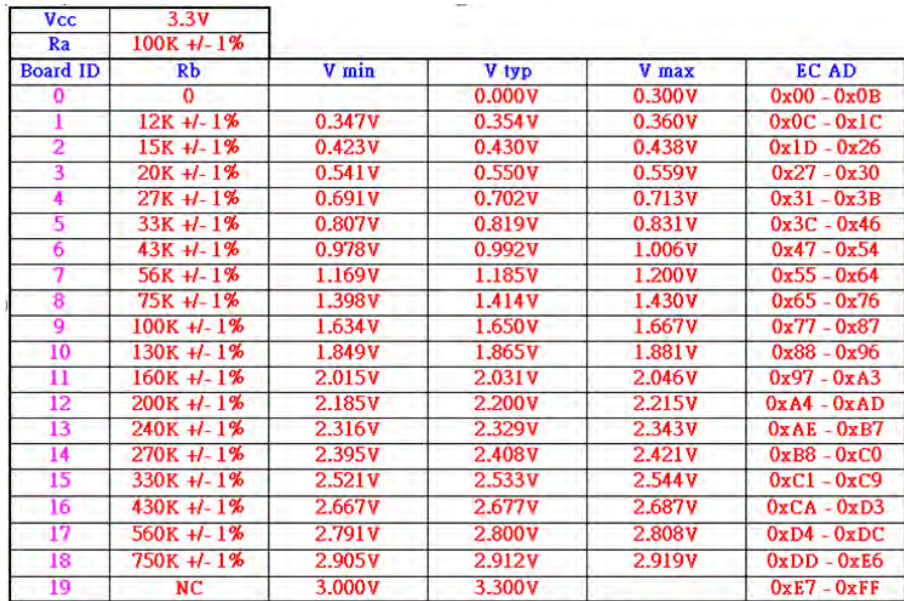 Vcc 3.3V
Ra 100K +/- 1%
Board ID Rb V min V typ V max EC AD
0 0 0.000V 0.300V 0x00 - 0x0B
1 12K +/- 1% 0.347V 0.354V 0.360V 0x0C - 0x1C
2 15K +/- 1% 0.423V 0.430V 0.438V 0x1D - 0x26
3 20K +/- 1% 0.541V 0.550V 0.559V 0x27 - 0x30
4 27K +/- 1% 0.691V 0.702V 0.713V 0x31 - 0x3B
5 33K +/- 1% 0.807V 0.819V 0.831V 0x3C - 0x46
6 43K +/- 1% 0.978V 0.992V 1.006V 0x47 - 0x54
7 56K +/- 1% 1.169V 1.185V 1.200V 0x55 - 0x64
8 75K +/- 1% 1.398V 1.414V 1.430V 0x65 - 0x76
9 100K +/- 1% 1.634V 1.650V 1.667V 0x77 - 0x87
10 130K +/- 1% 1.849V 1.865V 1.881V 0x88 - 0x96
11 160K +/- 1% 2.015V 2.031V 2.046V 0x97 - 0xA3
12 200K +/- 1% 2.185V 2.200V 2.215V 0xA4 - 0xAD
13 240K +/- 1% 2.316V 2.329V 2.343V 0xAE - 0xB7
14 270K +/- 1% 2.395V 2.408V 2.421V 0xB8 - 0xC0
15 330K +/- 1% 2.521V 2.533V 2.544V 0xC1 - 0xC9
16 430K +/- 1% 2.667V 2.677V 2.687V 0xCA - 0xD3
17 560K +/- 1% 2.791V 2.800V 2.808V 0xD4 - 0xDC
18 750K +/- 1% 2.905V 2.912V 2.919V 0xDD - 0xE6
19 NC 3.000V 3.300V 0xE7 - 0xFF